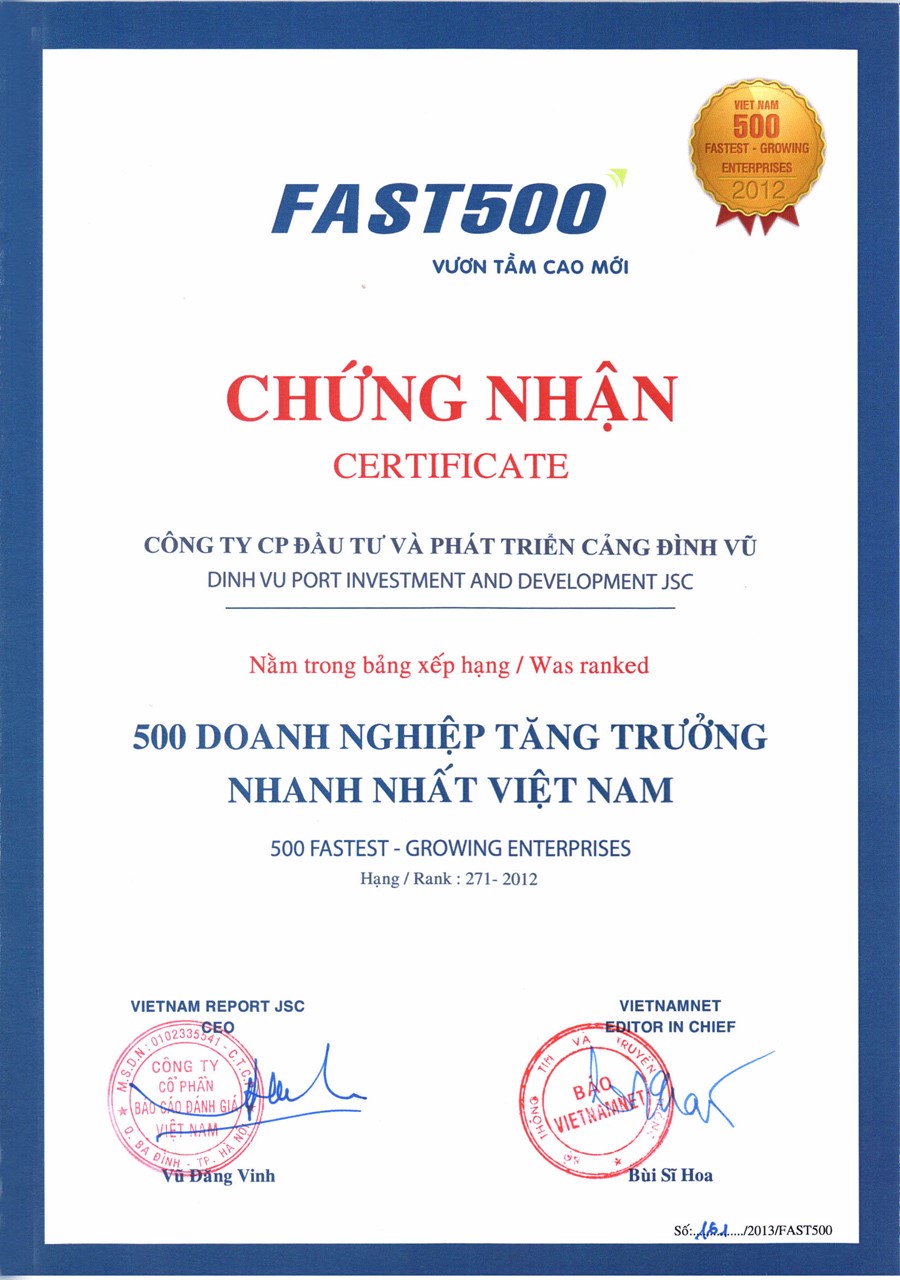 VIET NAM
500
FASTEST - GROWING
ENTERPRISES
2012
FAST500
VƯƠN TẦM CAO MỚI
CHỨNG NHẬN
CERTIFICATE
CÔNG TY CP ĐẦU TƯ VÀ PHÁT TRIỂN CẢNG ĐÌNH VŨ
DINH VU PORT INVESTMENT AND DEVELOPMENT JSC
Nằm trong bảng xếp hạng / Was ranked
500 DOANH NGHIỆP TĂNG TRƯỞNG
NHANH NHẤT VIỆT NAM
500 FASTEST - GROWING ENTERPRISES
Hạng / Rank : 271- 2012
VIETNAM REPORT JSC
CEO
M.S.D.N : 0102335541 - C.T.C.P
CÔNG TY
CỔ PHẦN
BÁO CÁO ĐÁNH GIÁ
VIỆT NAM
Q. BA ĐÌNH - TP. HÀ NỘI
Vũ Đăng Vinh
VIETNAMNET
EDITOR IN CHIEF
THÔNG TIN VÀ TRUYỀN
BÁO
VIETNAMNET
Bùi Sĩ Hoa
Số:..161...../2013/FAST500